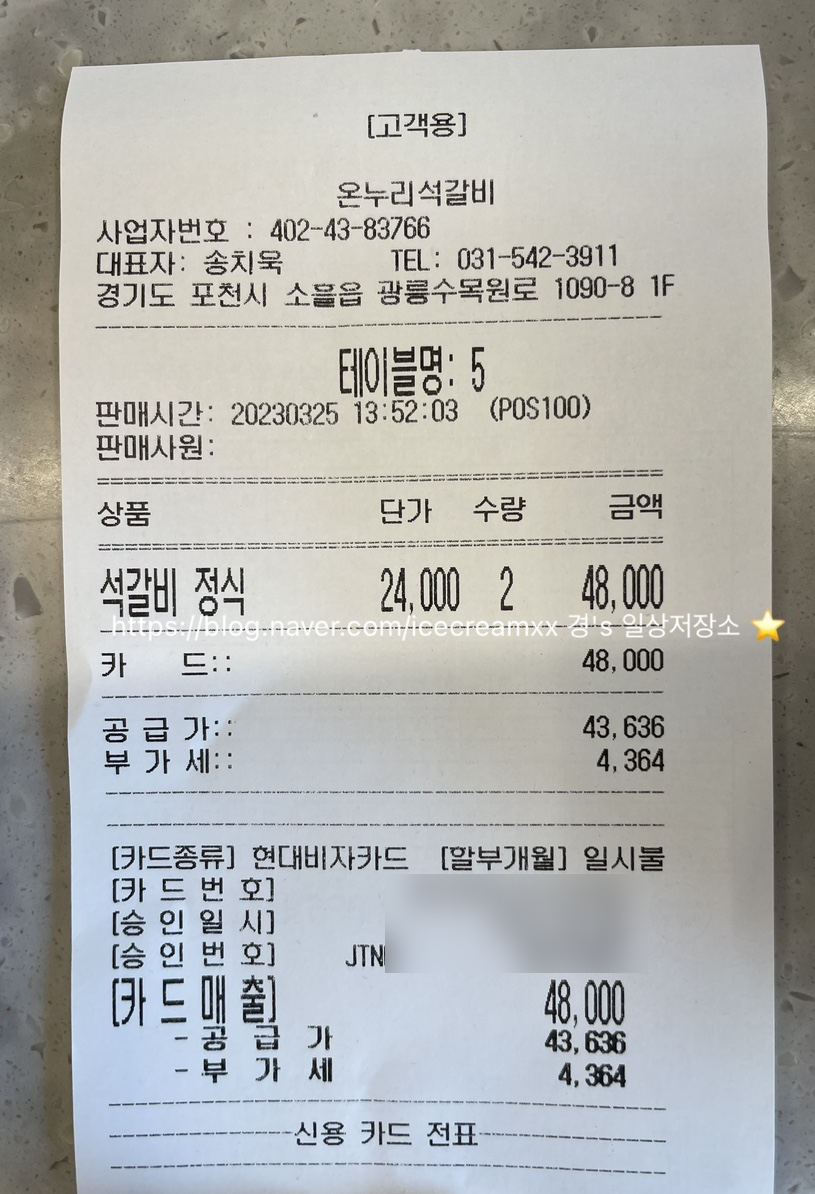 [고객용]
온누리석갈비
사업자번호 : 402-43-83766
대표자: 송치욱 TEL: 031-542-3911
경기도 포천시 소흘읍 광릉수목원로 1090-8 1F
테이블명: 5
판매시간: 20230325 13:52:03 (POS100)
판매사원:
상품 단가 수량 금액
석갈비 정식 24,000 2 48,000
https://blog.naver.com/icecreamxx 경's 일상저장소 ⭐
카 드:: 48,000
공 급 가:: 43,636
부 가 세:: 4,364
[카드종류] 현대비자카드 [할부개월] 일시불
[카 드 번 호]
[승 인 일 시]
[승 인 번 호] JTN
[카 드 매 출] 48,000
- 공 급 가 43,636
- 부 가 세 4,364
신용 카드 전표